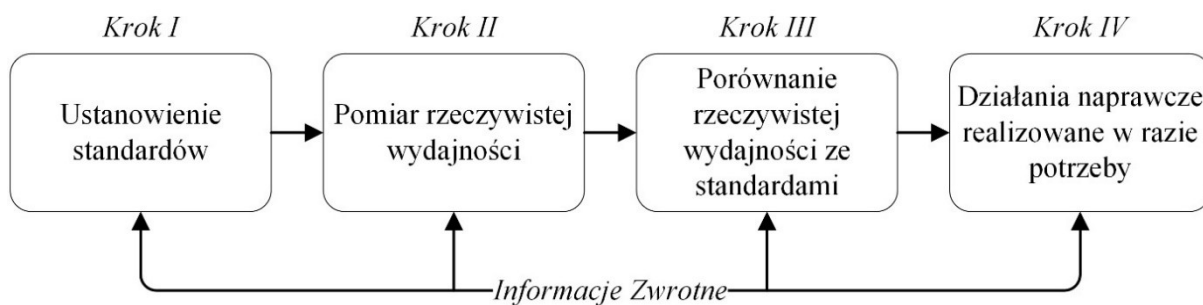 Krok I
Krok II
Krok III
Krok IV
Ustanowienie
standardów
Pomiar rzeczywistej
wydajności
Porównanie
rzeczywistej
wydajności ze
standardami
Działania naprawcze
realizowane w razie
potrzeby
Informacje Zwrotne